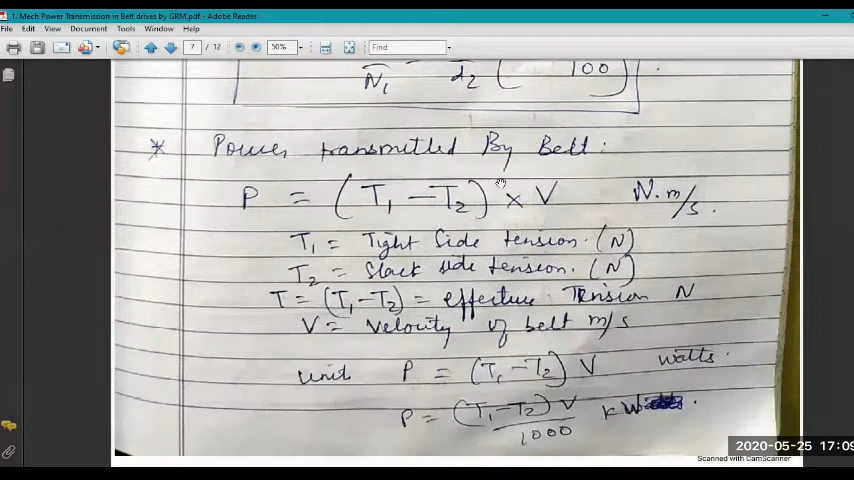 1. Mech Power Transmission in Belt drives by GRM.pdf - Adobe Reader
File Edit View Document Tools Window Help
7 / 12 50% Find
N₁ d₂ ( 100 ) .
* Power transmitted By Belt :
P = (T₁ - T₂) × V N.m/s.
T₁ = Tight Side tension. (N)
T₂ = Slack side tension. (N)
T = (T₁-T₂) = effective Tension N
V = Velocity of belt m/s
Unit P = (T₁-T₂) V watts.
P = (T₁-T₂) V / 1000 kW .
2020-05-25 17:09
Scanned with CamScanner